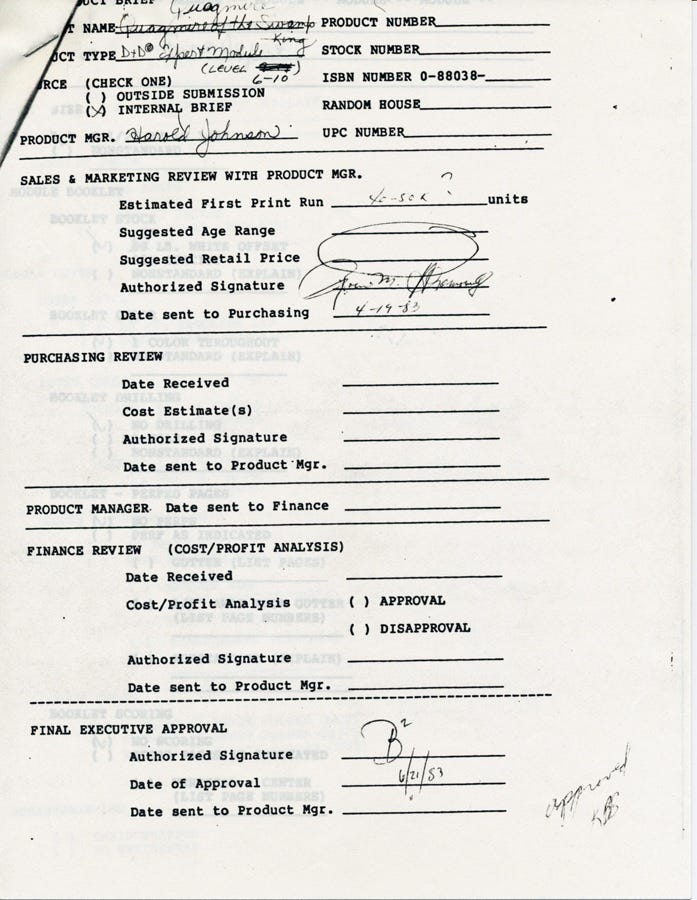 UCT BRIEF
Quagmire
T NAME Quagmire of the Swamp King PRODUCT NUMBER
UCT TYPE D&D® Expert Module STOCK NUMBER
(LEVEL 6-10)
RCE (CHECK ONE) ISBN NUMBER 0-88038-
( ) OUTSIDE SUBMISSION
(X) INTERNAL BRIEF RANDOM HOUSE
PRODUCT MGR. Harold Johnson UPC NUMBER
SALES & MARKETING REVIEW WITH PRODUCT MGR.
Estimated First Print Run 40-50K ? units
Suggested Age Range
Suggested Retail Price
Authorized Signature
Date sent to Purchasing 4-19-83
PURCHASING REVIEW
Date Received
Cost Estimate(s)
Authorized Signature
Date sent to Product Mgr.
PRODUCT MANAGER Date sent to Finance
FINANCE REVIEW (COST/PROFIT ANALYSIS)
Date Received
Cost/Profit Analysis ( ) APPROVAL
( ) DISAPPROVAL
Authorized Signature
Date sent to Product Mgr.
FINAL EXECUTIVE APPROVAL
Authorized Signature B²
Date of Approval 6/21/83
Date sent to Product Mgr.
approved